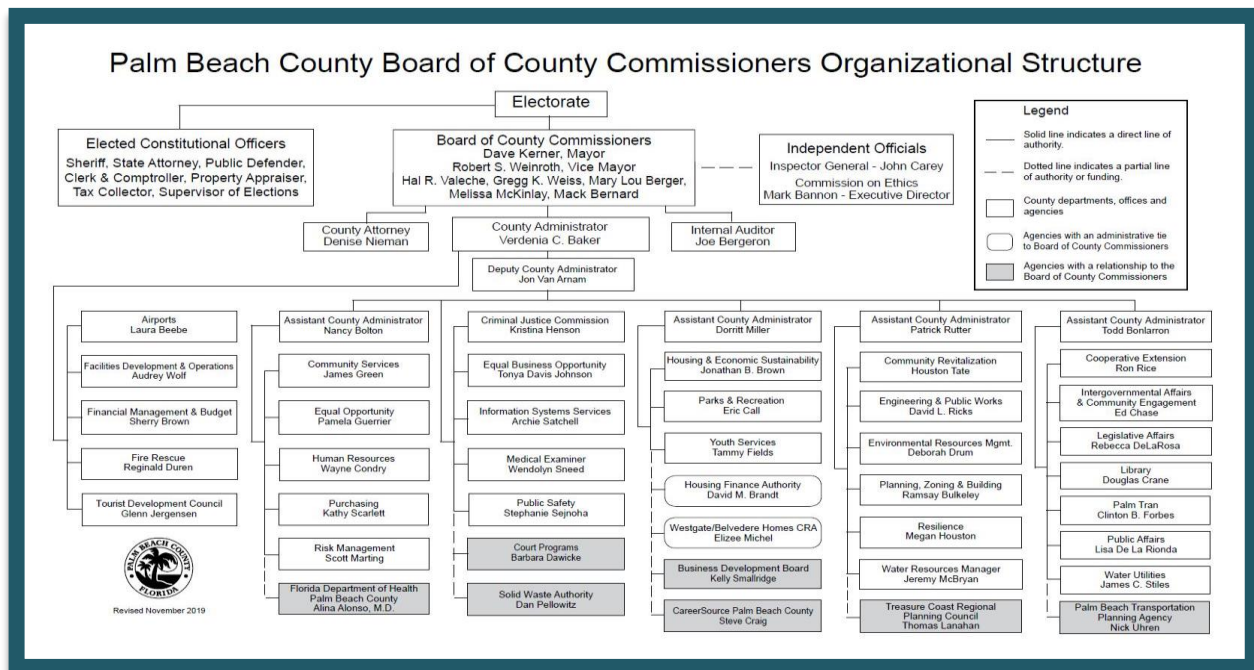 Palm Beach County Board of County Commissioners Organizational Structure
Electorate
Elected Constitutional Officers
Sheriff, State Attorney, Public Defender,
Clerk & Comptroller, Property Appraiser,
Tax Collector, Supervisor of Elections
Board of County Commissioners
Dave Kerner, Mayor
Robert S. Weinroth, Vice Mayor
Hal R. Valeche, Gregg K. Weiss, Mary Lou Berger,
Melissa McKinlay, Mack Bernard
Independent Officials
Inspector General - John Carey
Commission on Ethics
Mark Bannon - Executive Director
Legend
Solid line indicates a direct line of
authority.
Dotted line indicates a partial line
of authority or funding.
County departments, offices and
agencies
Agencies with an administrative tie
to Board of County Commissioners
Agencies with a relationship to the
Board of County Commissioners
County Attorney
Denise Nieman
County Administrator
Verdenia C. Baker
Internal Auditor
Joe Bergeron
Deputy County Administrator
Jon Van Arnam
Airports
Laura Beebe
Facilities Development & Operations
Audrey Wolf
Financial Management & Budget
Sherry Brown
Fire Rescue
Reginald Duren
Tourist Development Council
Glenn Jergensen
Assistant County Administrator
Nancy Bolton
Community Services
James Green
Equal Opportunity
Pamela Guerrier
Human Resources
Wayne Condry
Purchasing
Kathy Scarlett
Risk Management
Scott Marting
Florida Department of Health
Palm Beach County
Alina Alonso, M.D.
Criminal Justice Commission
Kristina Henson
Equal Business Opportunity
Tonya Davis Johnson
Information Systems Services
Archie Satchell
Medical Examiner
Wendolyn Sneed
Public Safety
Stephanie Sejnoha
Court Programs
Barbara Dawicke
Solid Waste Authority
Dan Pellowitz
Assistant County Administrator
Dorritt Miller
Housing & Economic Sustainability
Jonathan B. Brown
Parks & Recreation
Eric Call
Youth Services
Tammy Fields
Housing Finance Authority
David M. Brandt
Westgate/Belvedere Homes CRA
Elizee Michel
Business Development Board
Kelly Smallridge
CareerSource Palm Beach County
Steve Craig
Assistant County Administrator
Patrick Rutter
Community Revitalization
Houston Tate
Engineering & Public Works
David L. Ricks
Environmental Resources Mgmt.
Deborah Drum
Planning, Zoning & Building
Ramsay Bulkeley
Resilience
Megan Houston
Water Resources Manager
Jeremy McBryan
Treasure Coast Regional
Planning Council
Thomas Lanahan
Assistant County Administrator
Todd Bonlarron
Cooperative Extension
Ron Rice
Intergovernmental Affairs
& Community Engagement
Ed Chase
Legislative Affairs
Rebecca DeLaRosa
Library
Douglas Crane
Palm Tran
Clinton B. Forbes
Public Affairs
Lisa De La Rionda
Water Utilities
James C. Stiles
Palm Beach Transportation
Planning Agency
Nick Uhren
PALM BEACH COUNTY
FLORIDA
Revised November 2019